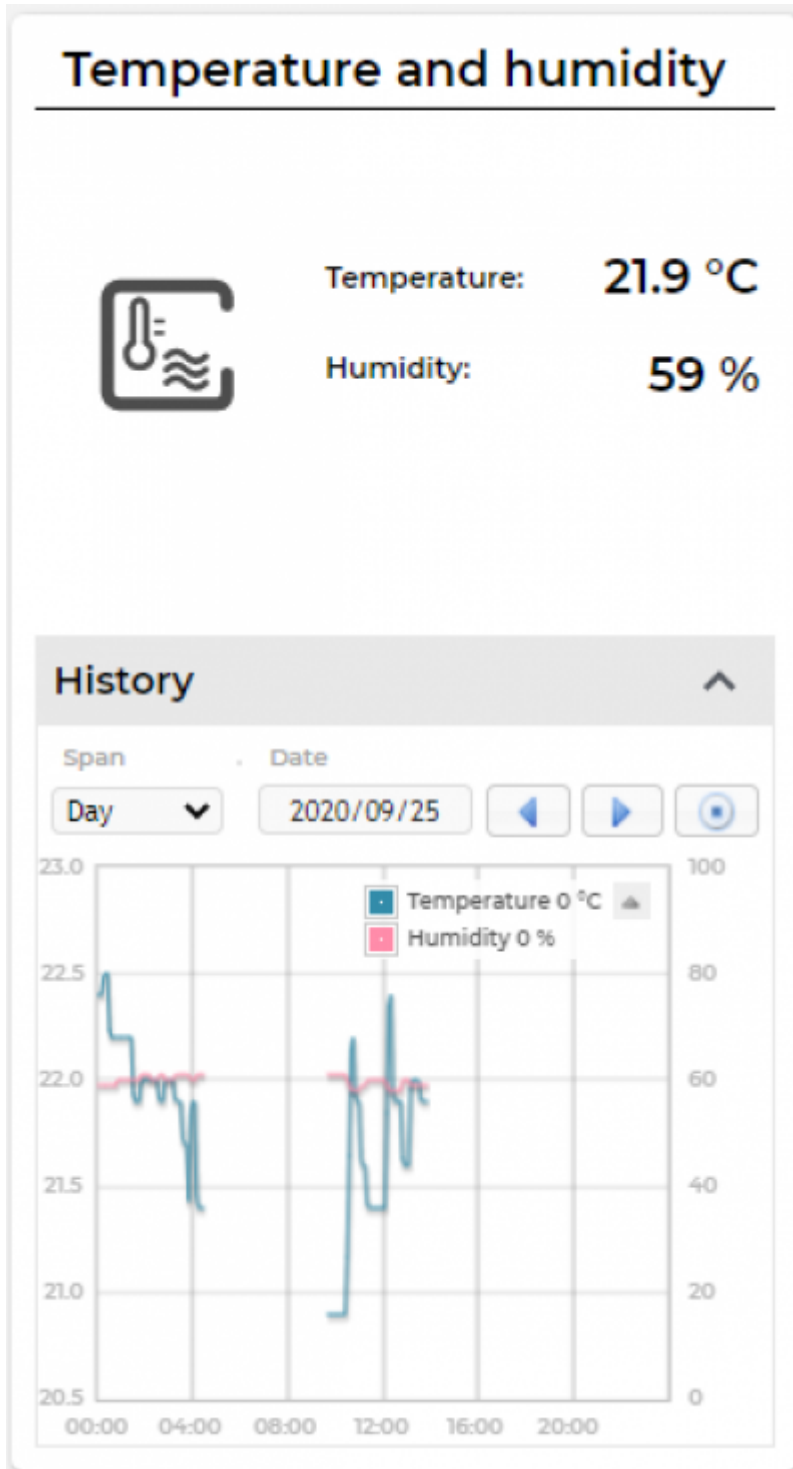 Temperature and humidity
Temperature: 21.9 °C
Humidity: 59 %
History
Span . Date
Day 2020/09/25
23.0 100
Temperature 0 °C
Humidity 0 %
22.5 80
22.0 60
21.5 40
21.0 20
20.5 0
00:00 04:00 08:00 12:00 16:00 20:00